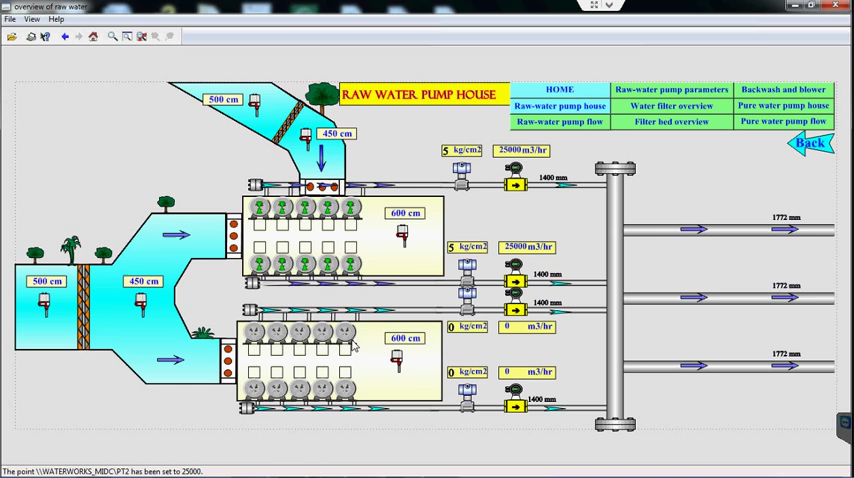 overview of raw water
File View Help
RAW WATER PUMP HOUSE
HOME
Raw-water pump parameters
Backwash and blower
Raw-water pump house
Water filter overview
Pure water pump house
Raw-water pump flow
Filter bed overview
Pure water pump flow
Back
500 cm
450 cm
5 kg/cm2
25000 m3/hr
1400 mm
600 cm
1772 mm
5 kg/cm2
25000 m3/hr
1400 mm
500 cm
450 cm
1400 mm
1772 mm
0 kg/cm2
0 m3/hr
600 cm
1772 mm
0 kg/cm2
0 m3/hr
1400 mm
The point \\WATERWORKS_MIDC\PT2 has been set to 25000.